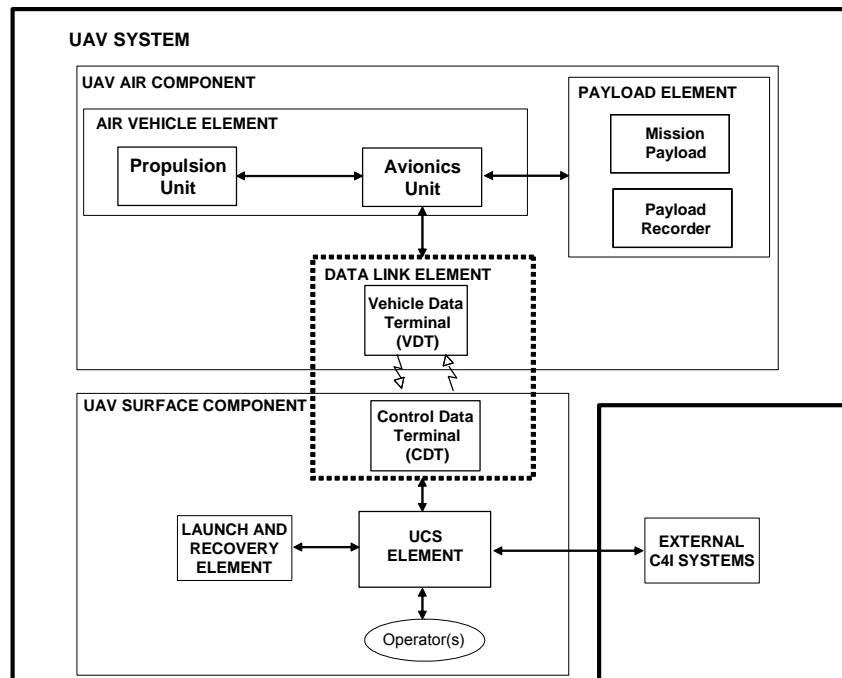 UAV SYSTEM
UAV AIR COMPONENT
PAYLOAD ELEMENT
AIR VEHICLE ELEMENT
Mission
Payload
Propulsion
Unit
Avionics
Unit
Payload
Recorder
DATA LINK ELEMENT
Vehicle Data
Terminal
(VDT)
UAV SURFACE COMPONENT
Control Data
Terminal
(CDT)
LAUNCH AND
RECOVERY
ELEMENT
UCS
ELEMENT
EXTERNAL
C4I SYSTEMS
Operator(s)